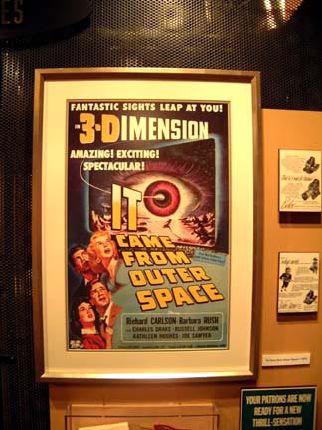 ES
FANTASTIC SIGHTS LEAP AT YOU!
IN 3-DIMENSION
AMAZING! EXCITING!
SPECTACULAR!
IT
CAME
FROM
OUTER
SPACE
Richard CARLSON · Barbara RUSH
with CHARLES DRAKE · RUSSELL JOHNSON
KATHLEEN HUGHES · JOE SAWYER
YOUR PATRONS ARE NOW
READY FOR A NEW
THRILL-SENSATION